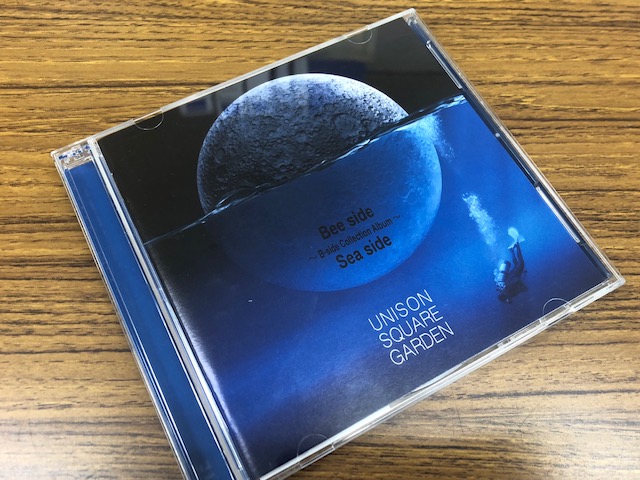 Bee side
～ B-side Collection Album ～
Sea side
UNISON
SQUARE
GARDEN